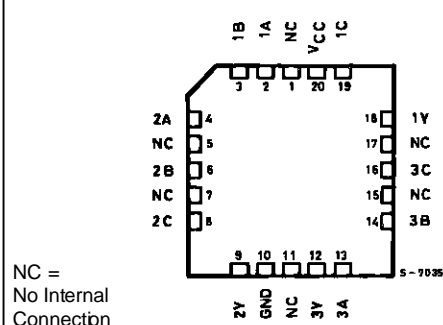 1B 1A NC VCC 1C
3 2 1 20 19
2A 4 18 1Y
NC 5 17 NC
2B 6 16 3C
NC 7 15 NC
2C 8 14 3B
9 10 11 12 13
S-7035
2Y GND NC 3Y 3A
NC =
No Internal
Connection